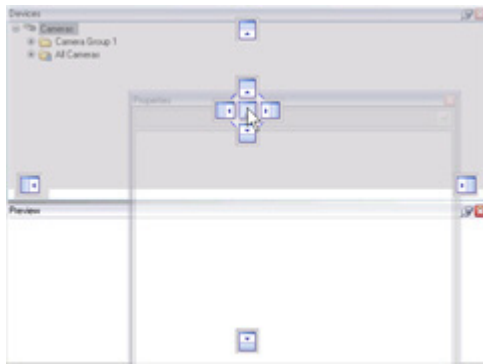 Devices
Cameras
Camera Group 1
All Cameras
Properties
Preview